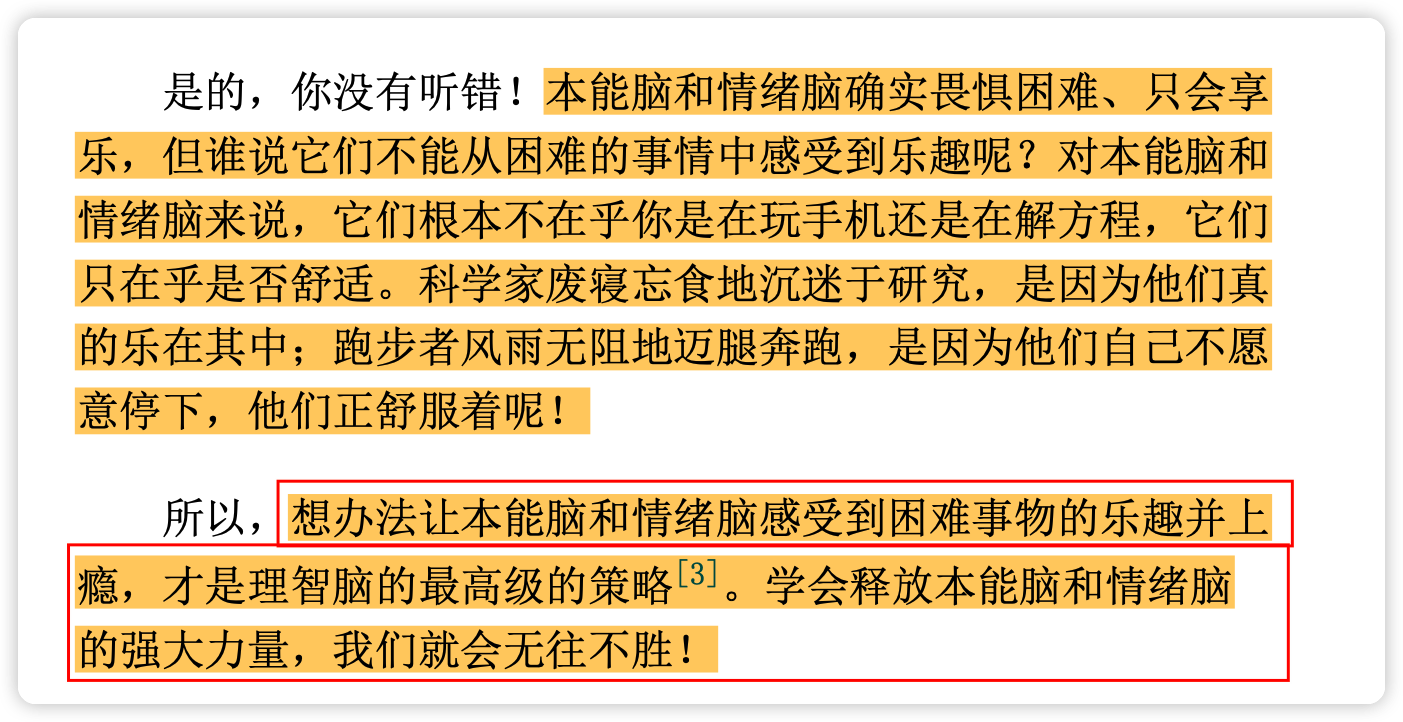 是的，你没有听错！本能脑和情绪脑确实畏惧困难、只会享
乐，但谁说它们不能从困难的事情中感受到乐趣呢？对本能脑和
情绪脑来说，它们根本不在乎你是在玩手机还是在解方程，它们
只在乎是否舒适。科学家废寝忘食地沉迷于研究，是因为他们真
的乐在其中；跑步者风雨无阻地迈腿奔跑，是因为他们自己不愿
意停下，他们正舒服着呢！
所以，想办法让本能脑和情绪脑感受到困难事物的乐趣并上
瘾，才是理智脑的最高级的策略[3]。学会释放本能脑和情绪脑
的强大力量，我们就会无往不胜！